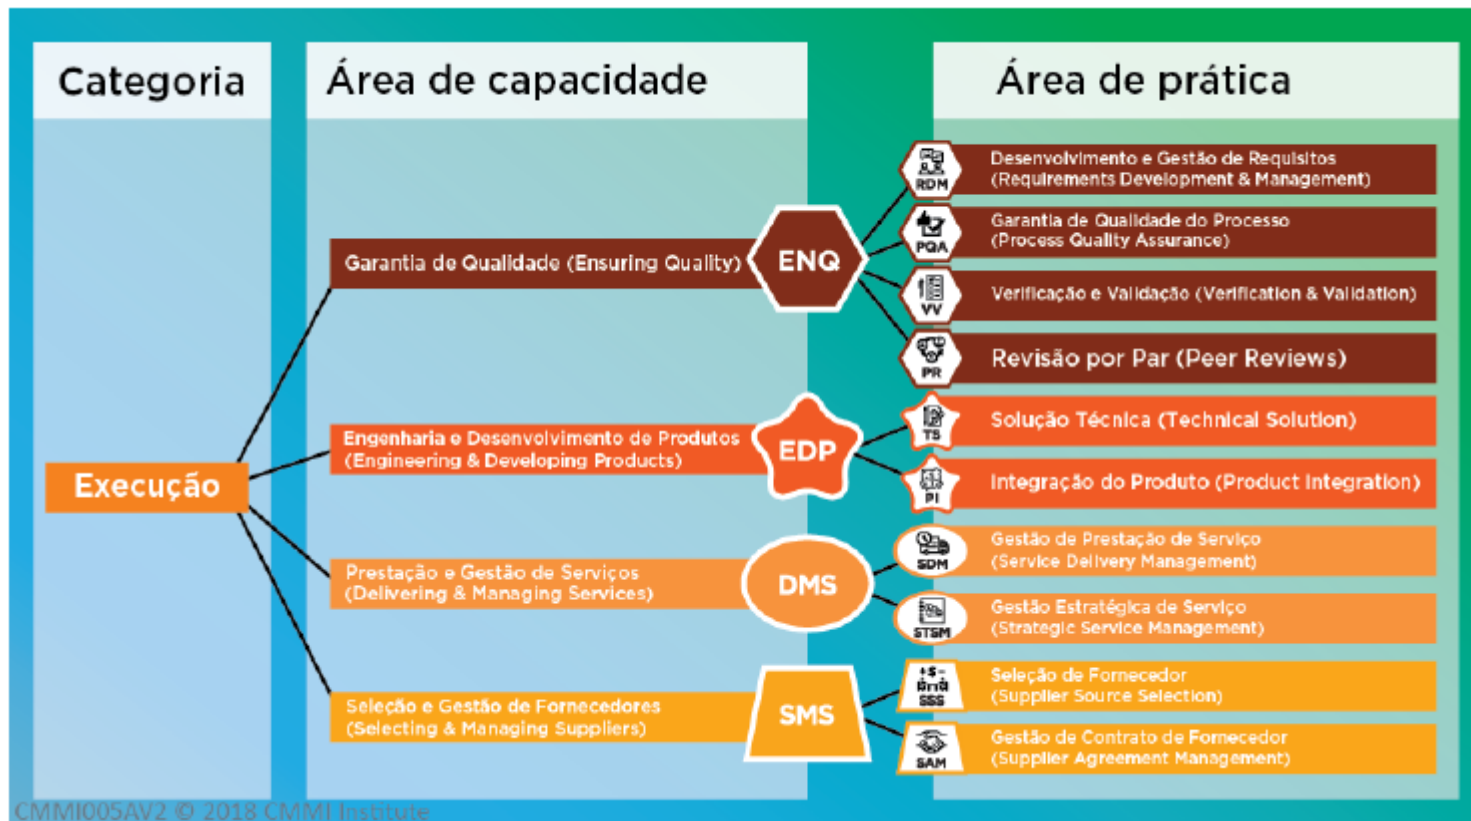 Categoria
Área de capacidade
Área de prática
RDM
Desenvolvimento e Gestão de Requisitos
(Requirements Development & Management)
PQA
Garantia de Qualidade do Processo
(Process Quality Assurance)
Garantia de Qualidade (Ensuring Quality)
ENQ
VV
Verificação e Validação (Verification & Validation)
PR
Revisão por Par (Peer Reviews)
Execução
Engenharia e Desenvolvimento de Produtos
(Engineering & Developing Products)
EDP
TS
Solução Técnica (Technical Solution)
PI
Integração do Produto (Product Integration)
Prestação e Gestão de Serviços
(Delivering & Managing Services)
DMS
SDM
Gestão de Prestação de Serviço
(Service Delivery Management)
STSM
Gestão Estratégica de Serviço
(Strategic Service Management)
Seleção e Gestão de Fornecedores
(Selecting & Managing Suppliers)
SMS
+$-
SSS
Seleção de Fornecedor
(Supplier Source Selection)
SAM
Gestão de Contrato de Fornecedor
(Supplier Agreement Management)
CMMI005AV2 © 2018 CMMI Institute